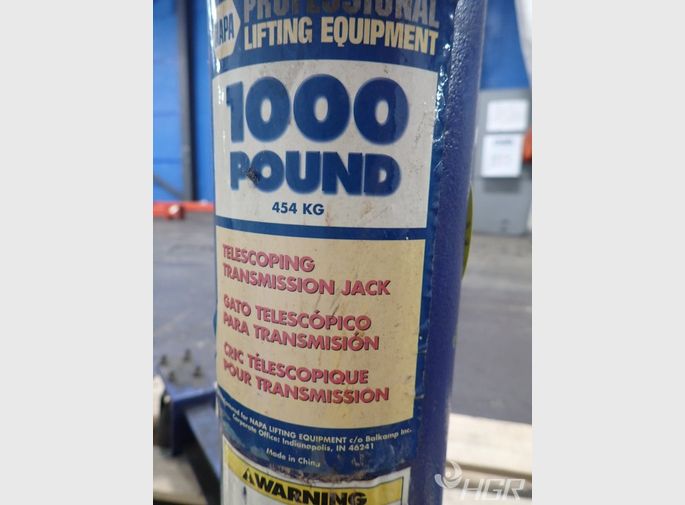 NAPA
PROFESSIONAL
LIFTING EQUIPMENT
1000
POUND
454 KG
TELESCOPING
TRANSMISSION JACK
GATO TELESCÓPICO
PARA TRANSMISIÓN
CRIC TÉLESCOPIQUE
POUR TRANSMISSION
for NAPA LIFTING EQUIPMENT c/o Balkamp Inc.
Corporate Office: Indianapolis, IN 46241
Made in China
WARNING
HGR